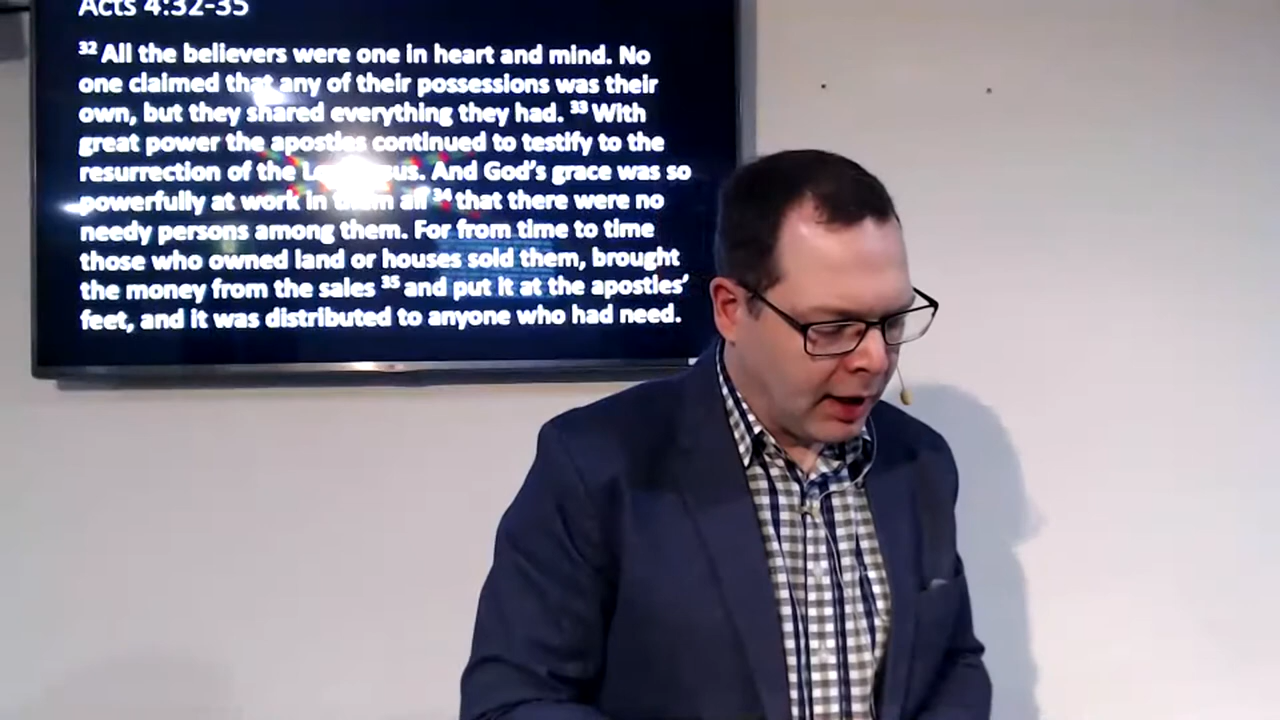 Acts 4:32-35
32 All the believers were one in heart and mind. No
one claimed that any of their possessions was their
own, but they shared everything they had. 33 With
great power the apostles continued to testify to the
resurrection of the Lord Jesus. And God's grace was so
powerfully at work in them all 34 that there were no
needy persons among them. For from time to time
those who owned land or houses sold them, brought
the money from the sales 35 and put it at the apostles'
feet, and it was distributed to anyone who had need.